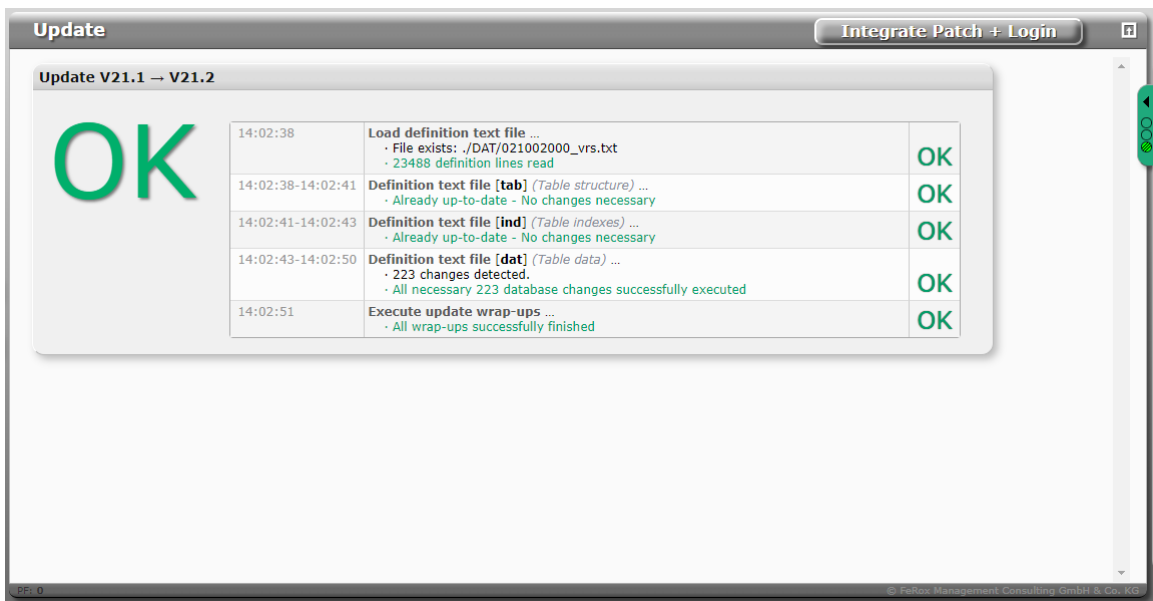 Update
Integrate Patch + Login
Update V21.1 → V21.2
OK
14:02:38
Load definition text file ...
· File exists: ./DAT/021002000_vrs.txt
· 23488 definition lines read
OK
14:02:38-14:02:41
Definition text file [tab] (Table structure) ...
· Already up-to-date - No changes necessary
OK
14:02:41-14:02:43
Definition text file [ind] (Table indexes) ...
· Already up-to-date - No changes necessary
OK
14:02:43-14:02:50
Definition text file [dat] (Table data) ...
· 223 changes detected.
· All necessary 223 database changes successfully executed
OK
14:02:51
Execute update wrap-ups ...
· All wrap-ups successfully finished
OK
PF: 0
© FeRox Management Consulting GmbH & Co. KG